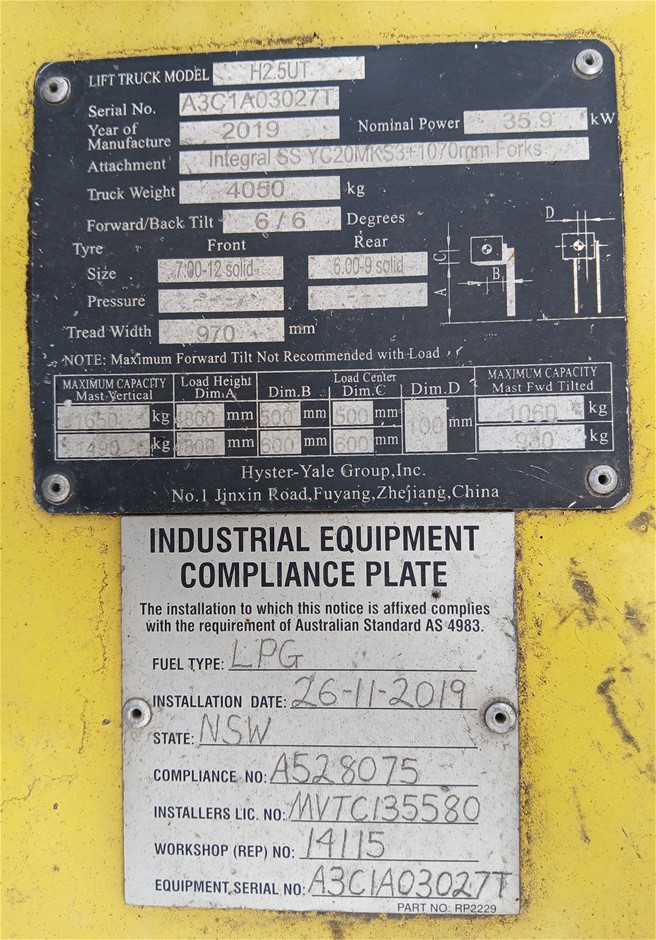 LIFT TRUCK MODEL H2.5UT
Serial No. A3C1A03027T
Year of Manufacture 2019 Nominal Power 35.9 kW
Attachment Integral SS YC20MKS3+1070mm Forks
Truck Weight 4050 kg
Forward/Back Tilt 6/6 Degrees
Tyre Front Rear
Size 7.00-12 solid 6.00-9 solid
Pressure ---- ----
Tread Width 970 mm
D
C
B
A
NOTE: Maximum Forward Tilt Not Recommended with Load
MAXIMUM CAPACITY Load Height Load Center MAXIMUM CAPACITY
Mast Vertical Dim.A Dim.B Dim.C Dim.D Mast Fwd Tilted
1650 kg 4800 mm 500 mm 500 mm 100 mm 1060 kg
1490 kg 4800 mm 600 mm 600 mm kg
Hyster-Yale Group,Inc.
No.1 Jinxin Road,Fuyang,Zhejiang,China
INDUSTRIAL EQUIPMENT
COMPLIANCE PLATE
The installation to which this notice is affixed complies
with the requirement of Australian Standard AS 4983.
FUEL TYPE: LPG
INSTALLATION DATE: 26-11-2019
STATE: NSW
COMPLIANCE NO: A528075
INSTALLERS LIC. NO: MVTC135580
WORKSHOP (REP) NO: 14115
EQUIPMENT SERIAL NO: A3C1A03027T
PART NO: RP2229